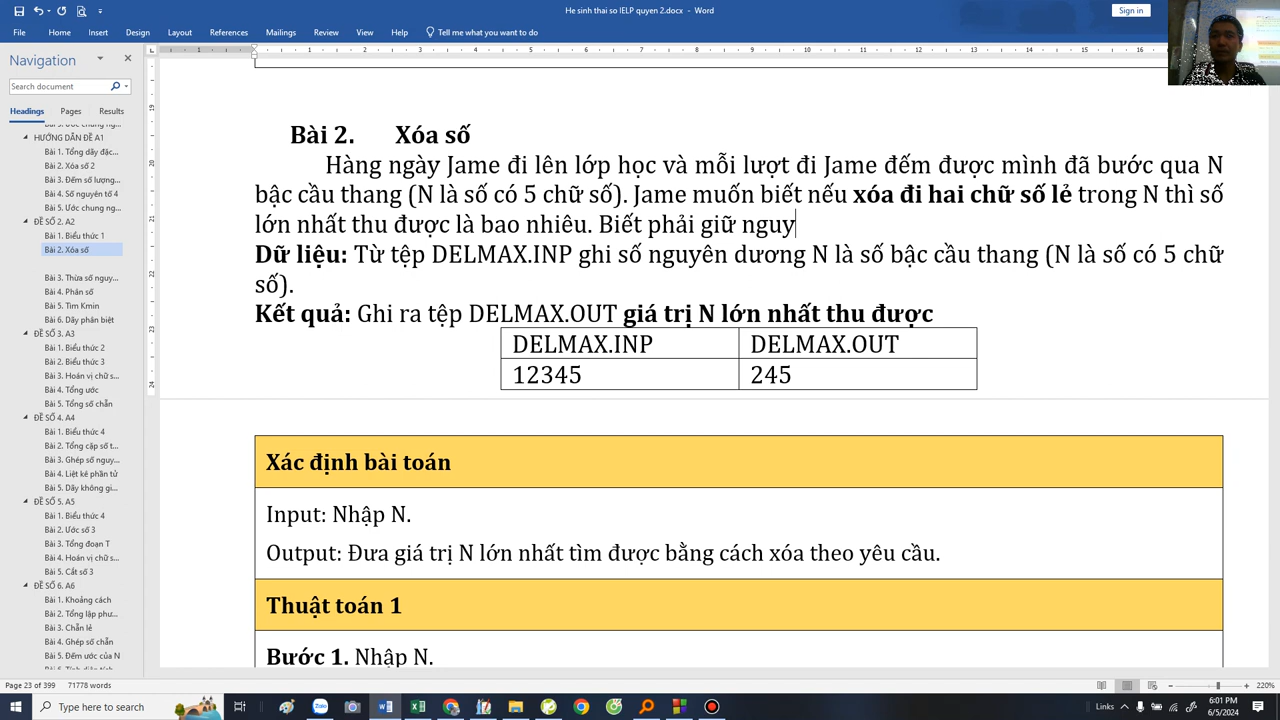 He sinh thai so IELP quyen 2.docx - Word
Sign in
File Home Insert Design Layout References Mailings Review View Help Tell me what you want to do
Navigation
Search document
Headings Pages Results
HƯỚNG DẪN ĐỀ A1
Bài 1. Tổng dãy đặc...
Bài 2. Xóa số 2
Bài 3. Đếm số lượng...
Bài 4. Số nguyên tố 4
Bài 5. Ước chung ng...
ĐỀ SỐ 2. A2
Bài 1. Biểu thức 1
Bài 2. Xóa số
Bài 3. Thừa số nguy...
Bài 4. Phân số
Bài 5. Tìm Kmin
Bài 6. Dãy phân biệt
ĐỀ SỐ 3. A3
Bài 1. Biểu thức 2
Bài 2. Biểu thức 3
Bài 3. Hoán vị chữ s...
Bài 4. Tổng ước
Bài 5. Tổng số chẵn
ĐỀ SỐ 4. A4
Bài 1. Biểu thức 4
Bài 2. Tổng cặp số t...
Bài 3. Ghép số nguy...
Bài 4. Liệt kê phần tử
Bài 5. Dãy không gi...
ĐỀ SỐ 5. A5
Bài 1. Biểu thức 4
Bài 2. Ước số 3
Bài 3. Tổng đoạn T
Bài 4. Hoán vị chữ s...
Bài 5. Cắt số 3
ĐỀ SỐ 6. A6
Bài 1. Khoảng cách
Bài 2. Tổng lập phư...
Bài 3. Chẵn lẻ
Bài 4. Ghép số chẵn
Bài 5. Đếm ước của N
Bài 2. Xóa số
Hàng ngày Jame đi lên lớp học và mỗi lượt đi Jame đếm được mình đã bước qua N
bậc cầu thang (N là số có 5 chữ số). Jame muốn biết nếu xóa đi hai chữ số lẻ trong N thì số
lớn nhất thu được là bao nhiêu. Biết phải giữ nguy
Dữ liệu: Từ tệp DELMAX.INP ghi số nguyên dương N là số bậc cầu thang (N là số có 5 chữ
số).
Kết quả: Ghi ra tệp DELMAX.OUT giá trị N lớn nhất thu được
DELMAX.INP DELMAX.OUT
12345 245
Xác định bài toán
Input: Nhập N.
Output: Đưa giá trị N lớn nhất tìm được bằng cách xóa theo yêu cầu.
Thuật toán 1
Bước 1. Nhập N.
Page 23 of 399 71778 words
220%
Type here to search
6:01 PM
6/5/2024